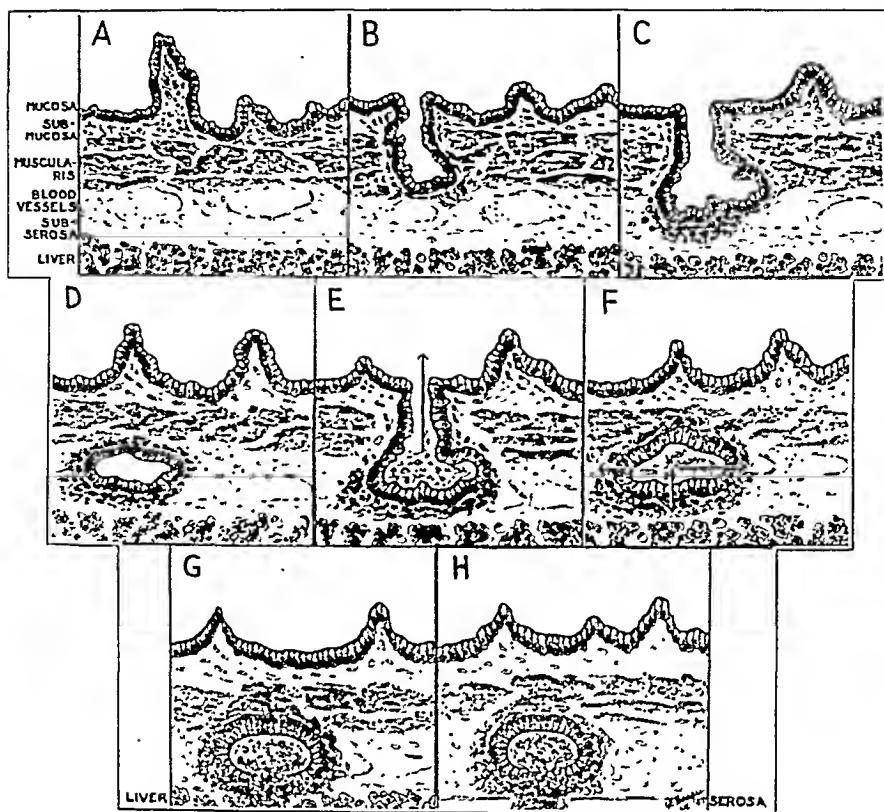 A
B
C
MUCOSA
SUB-
MUCOSA
MUSCULA-
RIS
BLOOD
VESSELS
SUB-
SEROSA
LIVER
D
E
F
G
H
LIVER
SEROSA